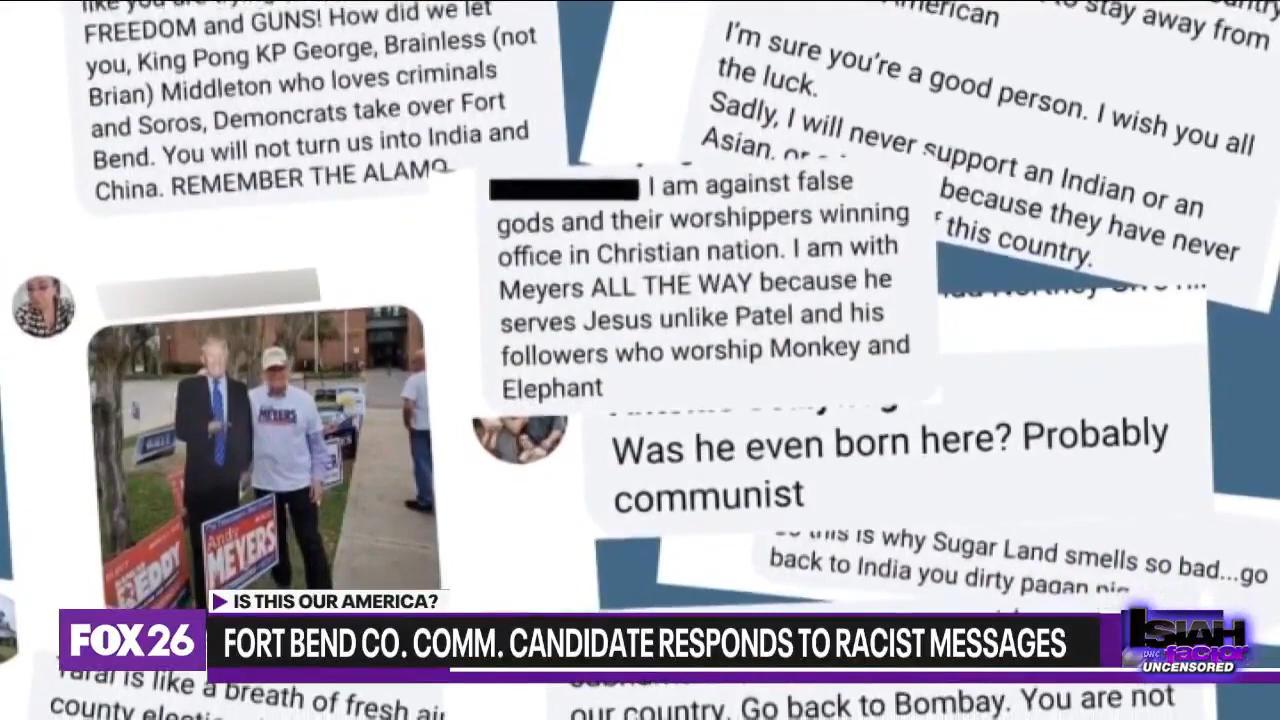 like you
FREEDOM and GUNS! How did we let
you, King Pong KP George, Brainless (not
Brian) Middleton who loves criminals
and Soros, Demoncrats take over Fort
Bend. You will not turn us into India and
China. REMEMBER THE ALAMO
stay away from
American
I'm sure you're a good person. I wish you all
the luck.
Sadly, I will never support an Indian or an
Asian, or
because they have never
this country.
I am against false
gods and their worshippers winning
office in Christian nation. I am with
Meyers ALL THE WAY because he
serves Jesus unlike Patel and his
followers who worship Monkey and
Elephant
Was he even born here? Probably
communist
this is why Sugar Land smells so bad...go
back to India you dirty pagan pig
MEYERS
Andy
MEYERS
EDDY
IS THIS OUR AMERICA?
FOX 26
FORT BEND CO. COMM. CANDIDATE RESPONDS TO RACIST MESSAGES
ISIAH
THE factor
UNCENSORED
is like a breath of fresh air
county
our country. Go back to Bombay. You are not